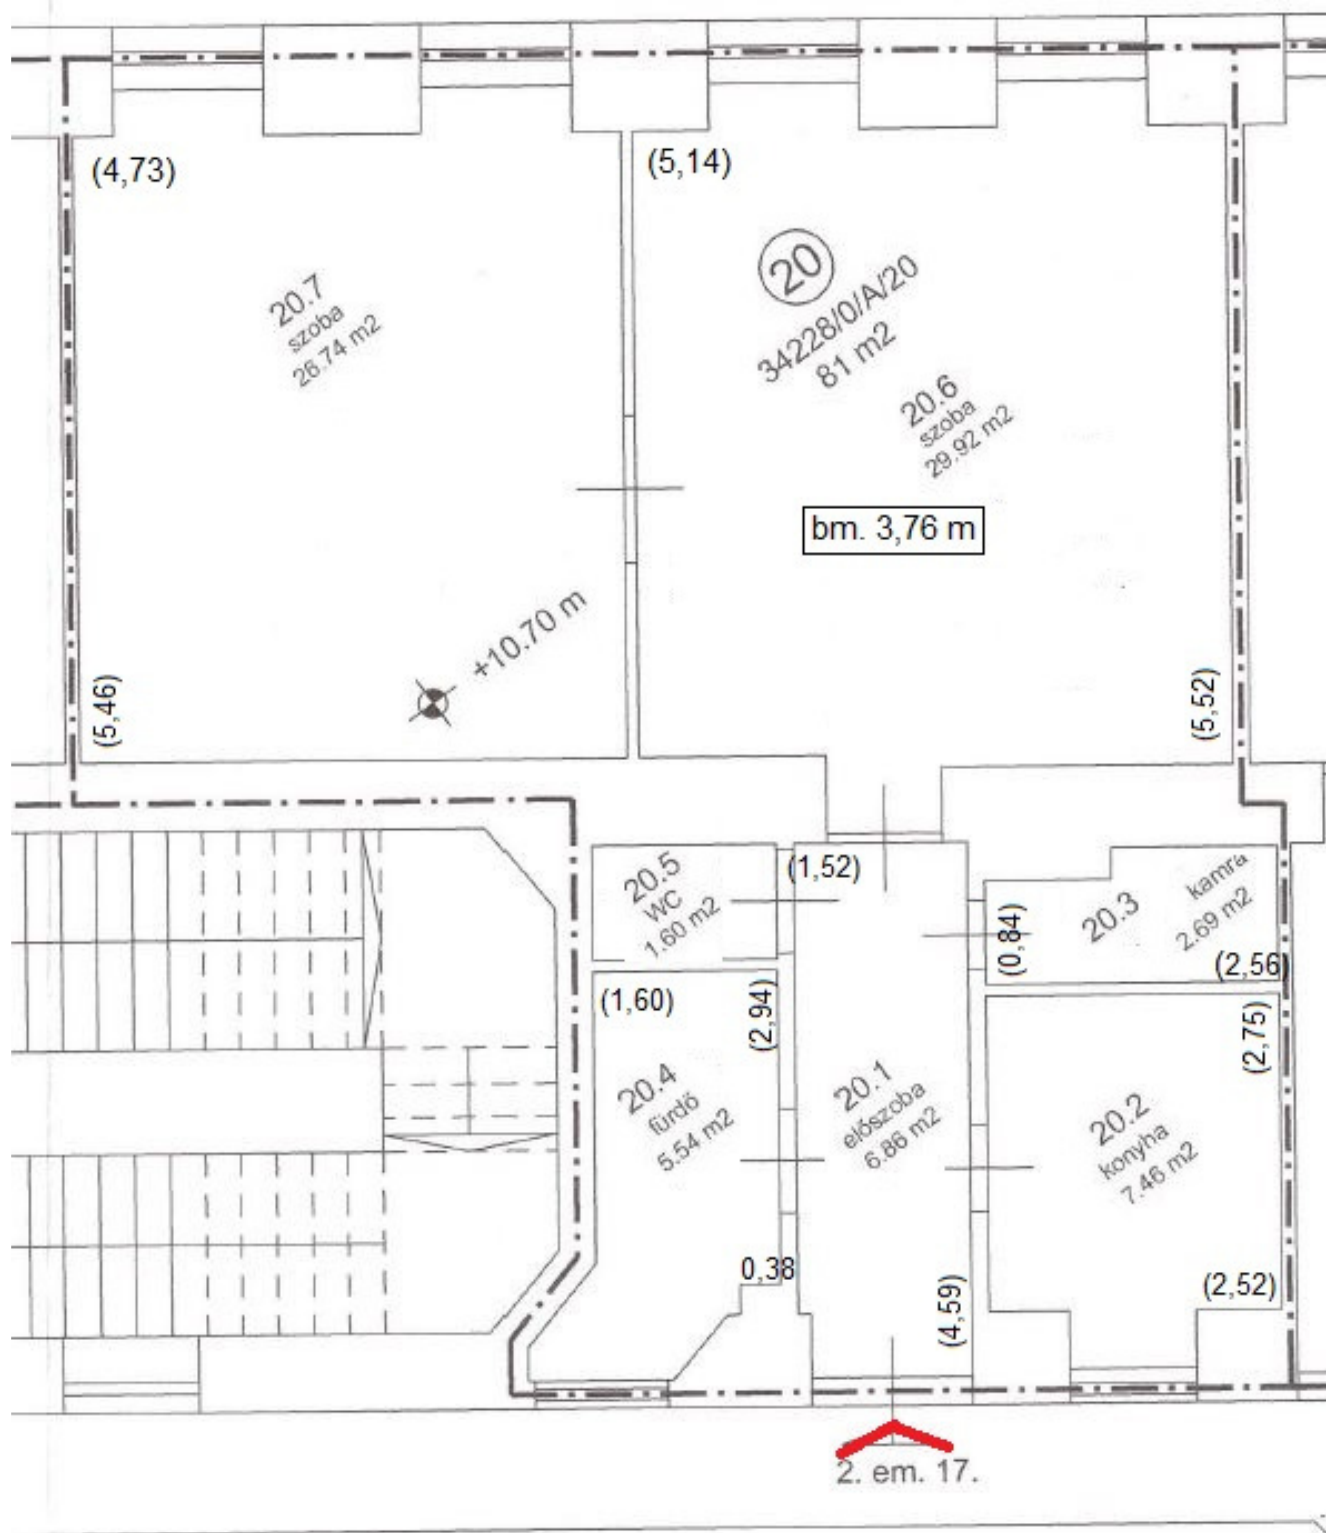 (4,73)
(5,14)
20
34228/0/A/20
81 m2
20.7
szoba
26.74 m2
20.6
szoba
29.92 m2
bm. 3,76 m
+10.70 m
(5,46)
(5,52)
20.5
WC
1.60 m2
(1,52)
(0,84)
20.3
kamra
2.69 m2
(2,56)
(1,60)
(2,94)
(2,75)
20.4
fürdő
5.54 m2
20.1
előszoba
6.86 m2
20.2
konyha
7.46 m2
0,38
(4,59)
(2,52)
2. em. 17.